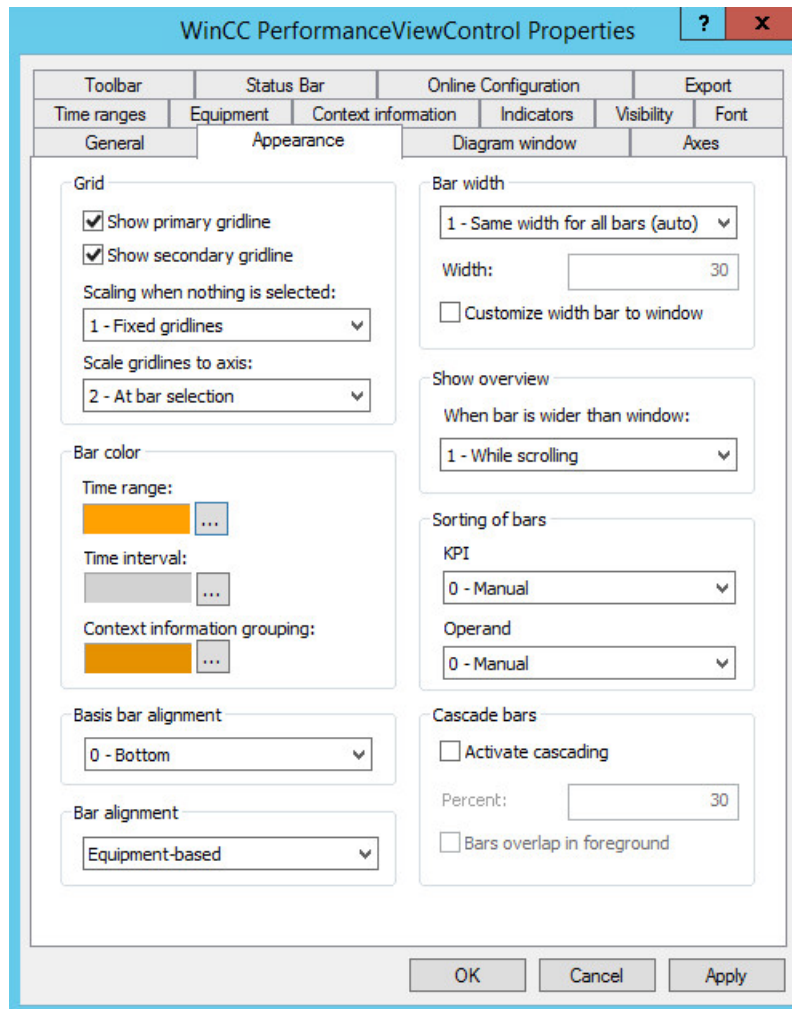 WinCC PerformanceViewControl Properties
?
x
Toolbar
Status Bar
Online Configuration
Export
Time ranges
Equipment
Context information
Indicators
Visibility
Font
General
Appearance
Diagram window
Axes
Grid
Show primary gridline
Show secondary gridline
Scaling when nothing is selected:
1 - Fixed gridlines
Scale gridlines to axis:
2 - At bar selection
Bar color
Time range:
...
Time interval:
...
Context information grouping:
...
Basis bar alignment
0 - Bottom
Bar alignment
Equipment-based
Bar width
1 - Same width for all bars (auto)
Width:
30
Customize width bar to window
Show overview
When bar is wider than window:
1 - While scrolling
Sorting of bars
KPI
0 - Manual
Operand
0 - Manual
Cascade bars
Activate cascading
Percent:
30
Bars overlap in foreground
OK
Cancel
Apply